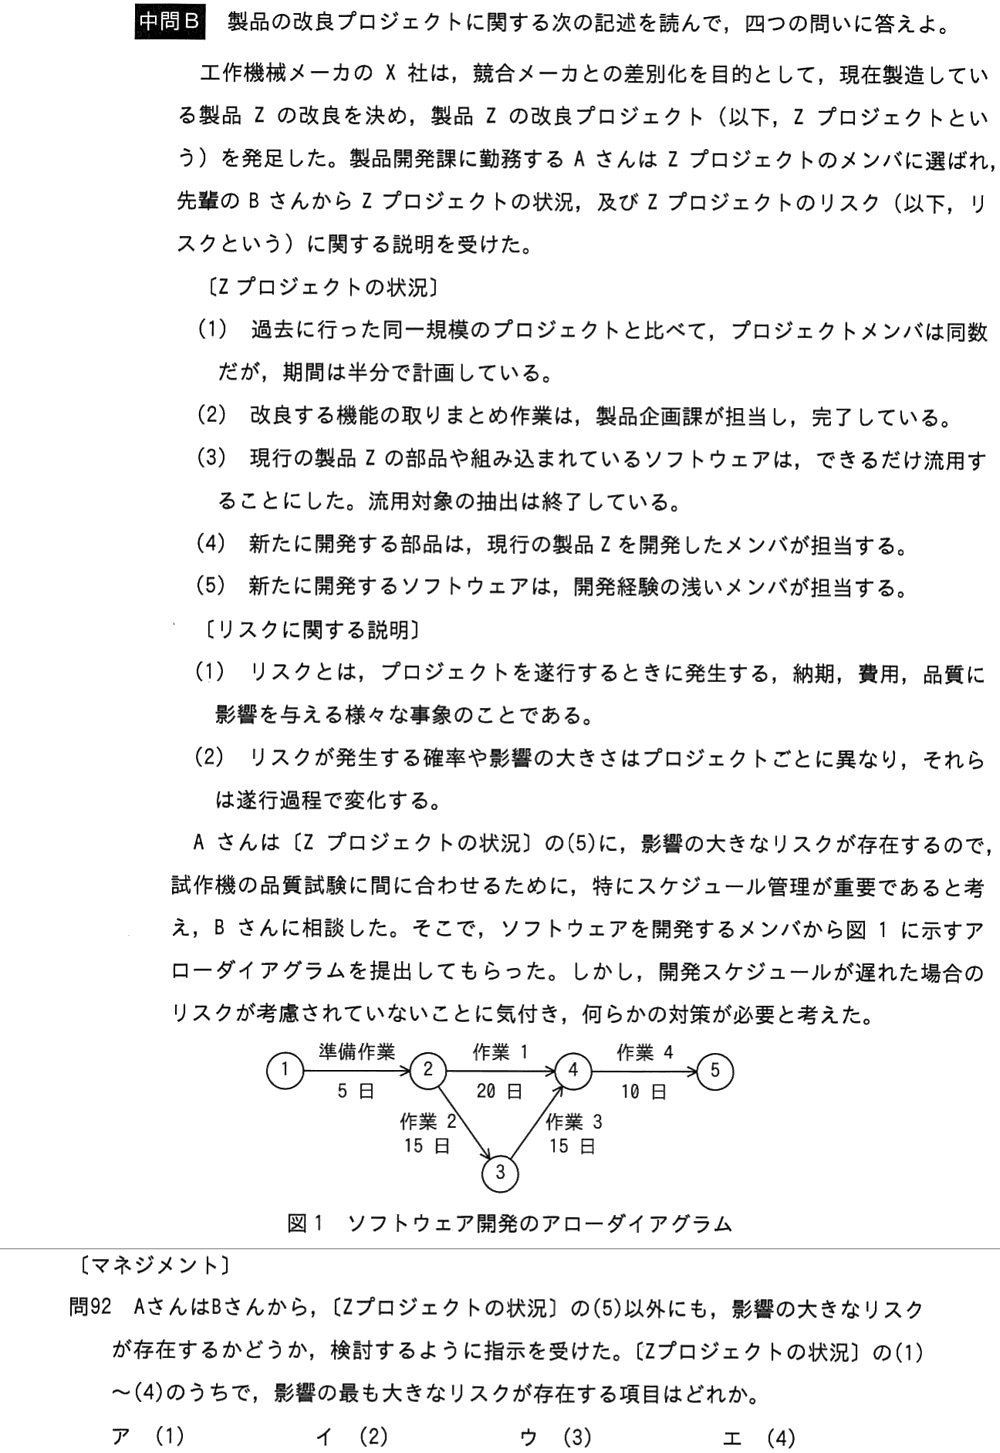 中問B 製品の改良プロジェクトに関する次の記述を読んで,四つの問いに答えよ。
工作機械メーカの X 社は,競合メーカとの差別化を目的として,現在製造してい
る製品 Z の改良を決め,製品 Z の改良プロジェクト(以下,Z プロジェクトとい
う)を発足した。製品開発課に勤務する A さんは Z プロジェクトのメンバに選ばれ,
先輩の B さんから Z プロジェクトの状況,及び Z プロジェクトのリスク(以下,リ
スクという)に関する説明を受けた。
〔Z プロジェクトの状況〕
(1) 過去に行った同一規模のプロジェクトと比べて,プロジェクトメンバは同数
だが,期間は半分で計画している。
(2) 改良する機能の取りまとめ作業は,製品企画課が担当し,完了している。
(3) 現行の製品 Z の部品や組み込まれているソフトウェアは,できるだけ流用す
ることにした。流用対象の抽出は終了している。
(4) 新たに開発する部品は,現行の製品 Z を開発したメンバが担当する。
(5) 新たに開発するソフトウェアは,開発経験の浅いメンバが担当する。
〔リスクに関する説明〕
(1) リスクとは,プロジェクトを遂行するときに発生する,納期,費用,品質に
影響を与える様々な事象のことである。
(2) リスクが発生する確率や影響の大きさはプロジェクトごとに異なり,それら
は遂行過程で変化する。
A さんは〔Z プロジェクトの状況〕の(5)に,影響の大きなリスクが存在するので,
試作機の品質試験に間に合わせるために,特にスケジュール管理が重要であると考
え,B さんに相談した。そこで,ソフトウェアを開発するメンバから図 1 に示すア
ローダイアグラムを提出してもらった。しかし,開発スケジュールが遅れた場合の
リスクが考慮されていないことに気付き,何らかの対策が必要と考えた。
準備作業 作業 1 作業 4
1 2 4 5
5 日 20 日 10 日
作業 2 作業 3
15 日 15 日
3
図1 ソフトウェア開発のアローダイアグラム
〔マネジメント〕
問92 AさんはBさんから,〔Zプロジェクトの状況〕の(5)以外にも,影響の大きなリスク
が存在するかどうか,検討するように指示を受けた。〔Zプロジェクトの状況〕の(1)
~(4)のうちで,影響の最も大きなリスクが存在する項目はどれか。
ア (1) イ (2) ウ (3) エ (4)